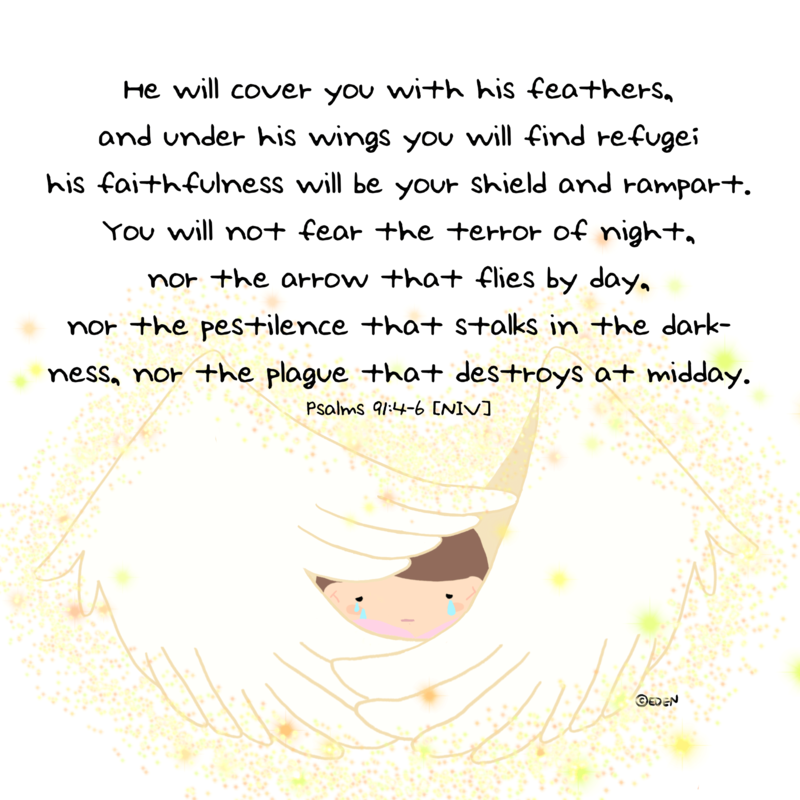 He will cover you with his feathers,
and under his wings you will find refuge;
his faithfulness will be your shield and rampart.
You will not fear the terror of night,
nor the arrow that flies by day,
nor the pestilence that stalks in the dark-
ness, nor the plague that destroys at midday.
Psalms 91:4-6 [NIV]
©EDEN